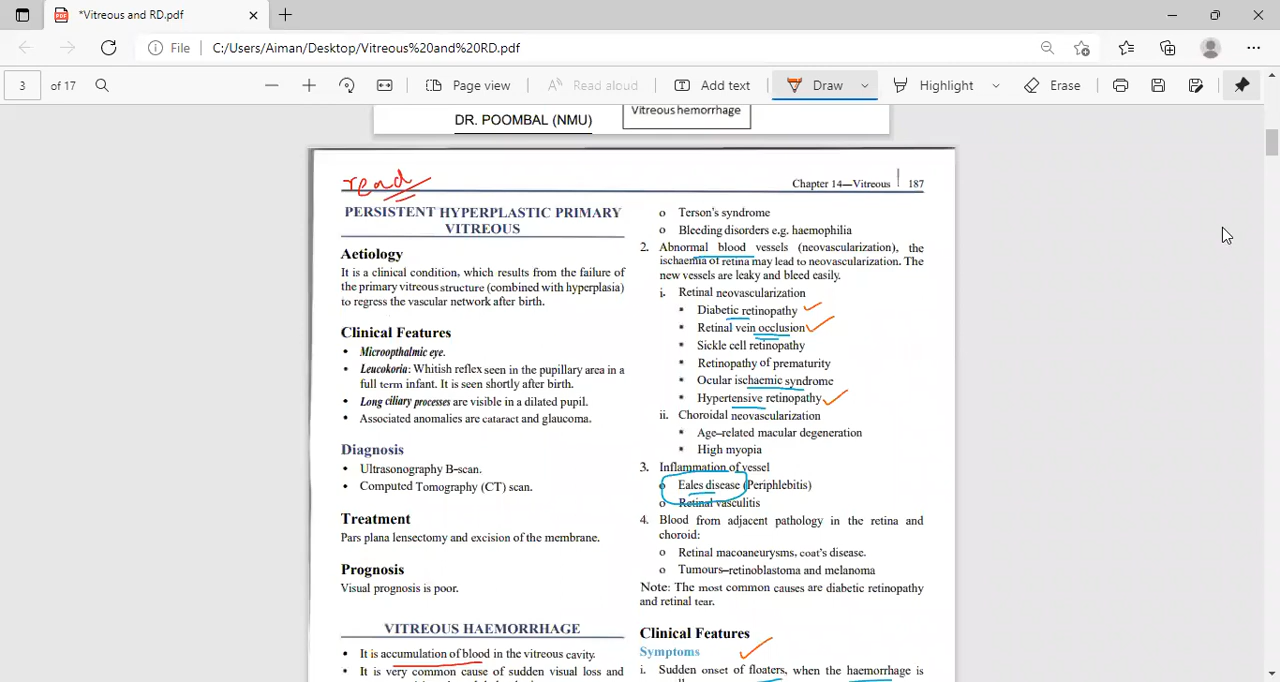 *Vitreous and RD.pdf
File
C:/Users/Aiman/Desktop/Vitreous%20and%20RD.pdf
3 of 17
Page view
Read aloud
Add text
Draw
Highlight
Erase
DR. POOMBAL (NMU)
Vitreous hemorrhage
read
Chapter 14—Vitreous 187
PERSISTENT HYPERPLASTIC PRIMARY
VITREOUS
Aetiology
It is a clinical condition, which results from the failure of
the primary vitreous structure (combined with hyperplasia)
to regress the vascular network after birth.
Clinical Features
• Microopthalmic eye.
• Leucokoria: Whitish reflex seen in the pupillary area in a
full term infant. It is seen shortly after birth.
• Long ciliary processes are visible in a dilated pupil.
• Associated anomalies are cataract and glaucoma.
Diagnosis
• Ultrasonography B-scan.
• Computed Tomography (CT) scan.
Treatment
Pars plana lensectomy and excision of the membrane.
Prognosis
Visual prognosis is poor.
VITREOUS HAEMORRHAGE
• It is accumulation of blood in the vitreous cavity.
• It is very common cause of sudden visual loss and
o Terson's syndrome
o Bleeding disorders e.g. haemophilia
2. Abnormal blood vessels (neovascularization), the
ischaemia of retina may lead to neovascularization. The
new vessels are leaky and bleed easily.
i. Retinal neovascularization
▪ Diabetic retinopathy
▪ Retinal vein occlusion
▪ Sickle cell retinopathy
▪ Retinopathy of prematurity
▪ Ocular ischaemic syndrome
▪ Hypertensive retinopathy
ii. Choroidal neovascularization
▪ Age–related macular degeneration
▪ High myopia
3. Inflammation of vessel
o Eales disease (Periphlebitis)
o Retinal vasculitis
4. Blood from adjacent pathology in the retina and
choroid:
o Retinal macoaneurysms, coat's disease.
o Tumours–retinoblastoma and melanoma
Note: The most common causes are diabetic retinopathy
and retinal tear.
Clinical Features
Symptoms
i. Sudden onset of floaters, when the haemorrhage is